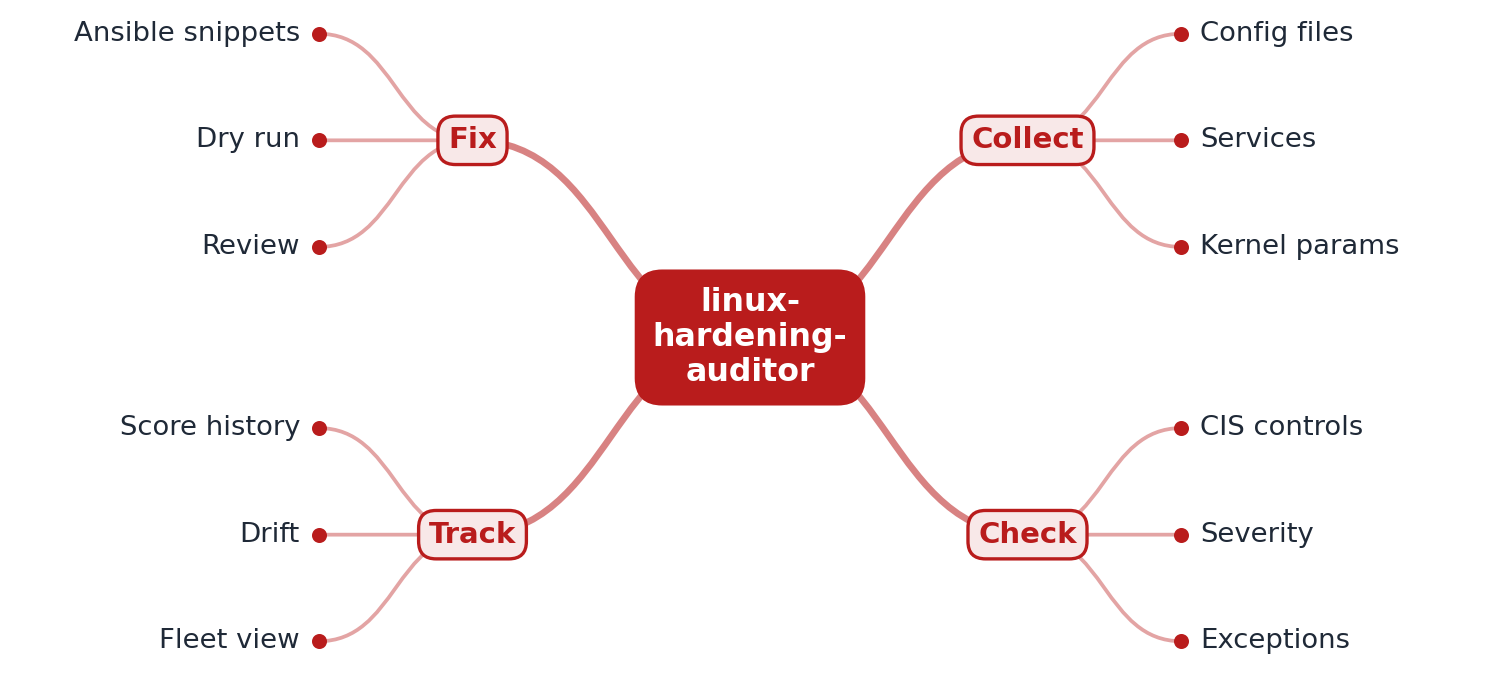 Ansible snippets
Dry run
Review
Fix
Collect
Config files
Services
Kernel params
linux-
hardening-
auditor
Score history
Drift
Fleet view
Track
Check
CIS controls
Severity
Exceptions